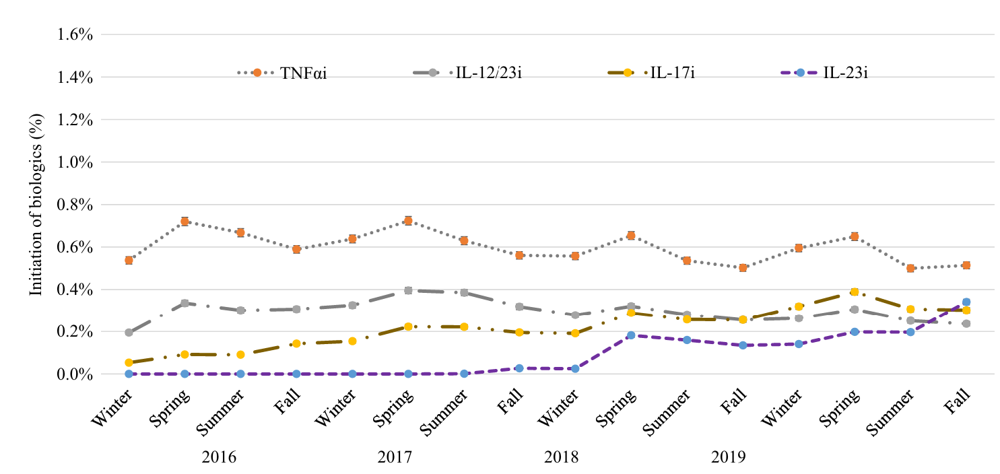 1.6%
TNFαi IL-12/23i IL-17i IL-23i
1.4%
1.2%
1.0%
0.8%
0.6%
0.4%
0.2%
0.0%
Initiation of biologics (%)
Winter Spring Summer Fall Winter Spring Summer Fall Winter Spring Summer Fall Winter Spring Summer Fall
2016 2017 2018 2019